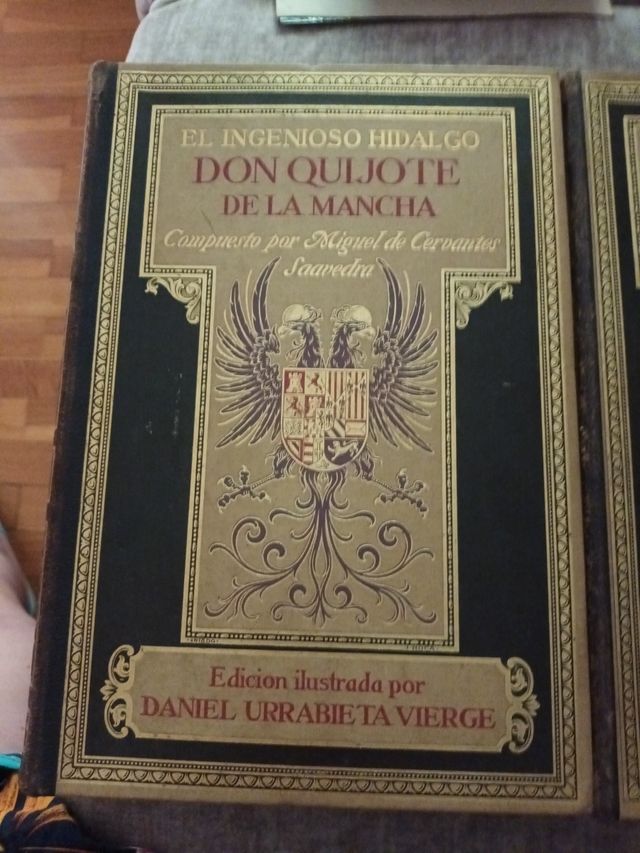 EL INGENIOSO HIDALGO
DON QUIJOTE
DE LA MANCHA
Compuesto por Miguel de Cervantes
Saavedra
Edicion ilustrada por
DANIEL URRABIETA VIERGE